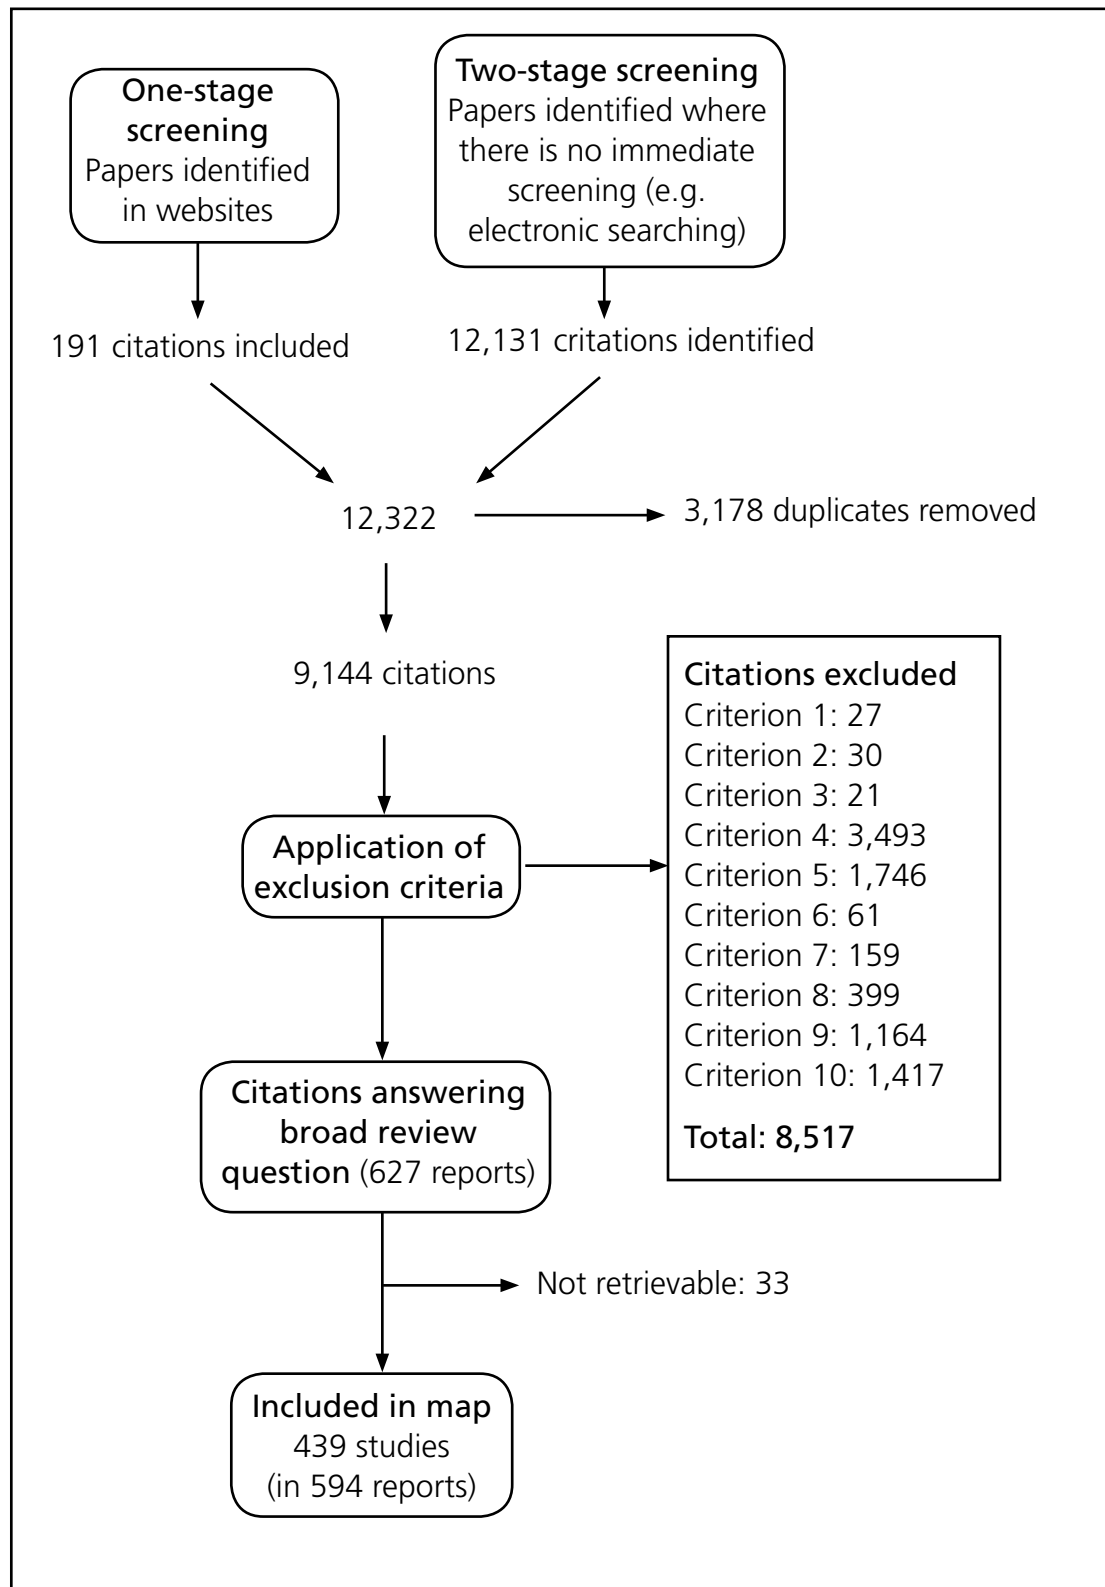 One-stage
screening
Papers identified
in websites
Two-stage screening
Papers identified where
there is no immediate
screening (e.g.
electronic searching)
191 citations included
12,131 critations identified
12,322
3,178 duplicates removed
9,144 citations
Citations excluded
Criterion 1: 27
Criterion 2: 30
Criterion 3: 21
Criterion 4: 3,493
Criterion 5: 1,746
Criterion 6: 61
Criterion 7: 159
Criterion 8: 399
Criterion 9: 1,164
Criterion 10: 1,417
Total: 8,517
Application of
exclusion criteria
Citations answering
broad review
question (627 reports)
Not retrievable: 33
Included in map
439 studies
(in 594 reports)